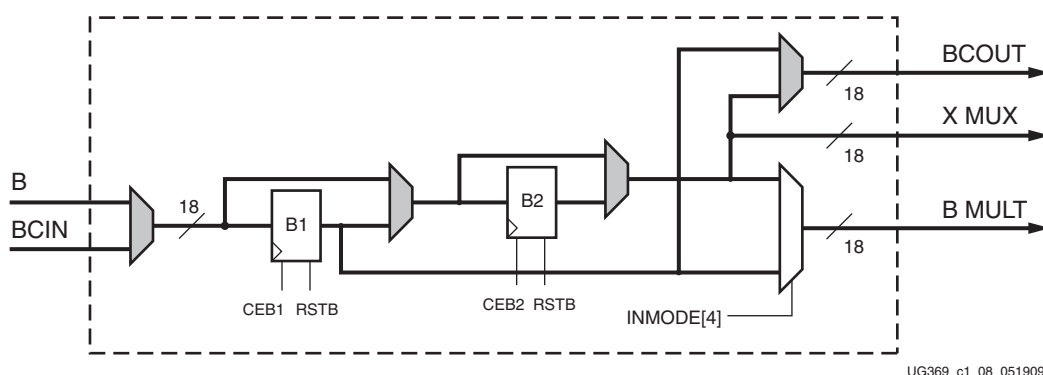 BCOUT
18
X MUX
18
B
18
BCIN
B1
B2
B MULT
18
CEB1 RSTB
CEB2 RSTB
INMODE[4]
UG369_c1_08_051909